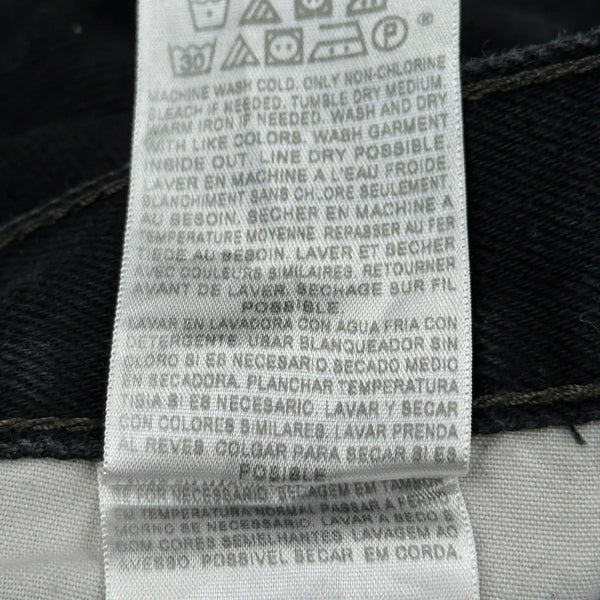 30 P ®
MACHINE WASH COLD. ONLY NON-CHLORINE
BLEACH IF NEEDED. TUMBLE DRY MEDIUM.
WARM IRON IF NEEDED. WASH AND DRY
WITH LIKE COLORS. WASH GARMENT
INSIDE OUT. LINE DRY POSSIBLE.
LAVER EN MACHINE A L'EAU FROIDE.
BLANCHIMENT SANS CHLORE SEULEMENT,
AU BESOIN. SECHER EN MACHINE A
TEMPERATURE MOYENNE. REPASSER AU FER
TIEDE AU BESOIN. LAVER ET SECHER
AVEC COULEURS SIMILAIRES. RETOURNER
AVANT DE LAVER. SECHAGE SUR FIL
POSSIBLE
LAVAR EN LAVADORA CON AGUA FRIA CON
DETERGENTE. USAR BLANQUEADOR SIN
CLORO SI ES NECESARIO. SECADO MEDIO
EN SECADORA. PLANCHAR TEMPERATURA
TIBIA SI ES NECESARIO. LAVAR Y SECAR
CON COLORES SIMILARES. LAVAR PRENDA
AL REVES. COLGAR PARA SECAR SI ES
POSIBLE
FOR NECESSARIO. SECAGEM EM TAMBOR
TEMPERATURA NORMAL. PASSAR A FERRO
MORNO SE NECESSARIO. LAVAR A SECO E
COM CORES SEMELHANTES. LAVAGEM AO
AVESSO. POSSIVEL SECAR EM CORDA